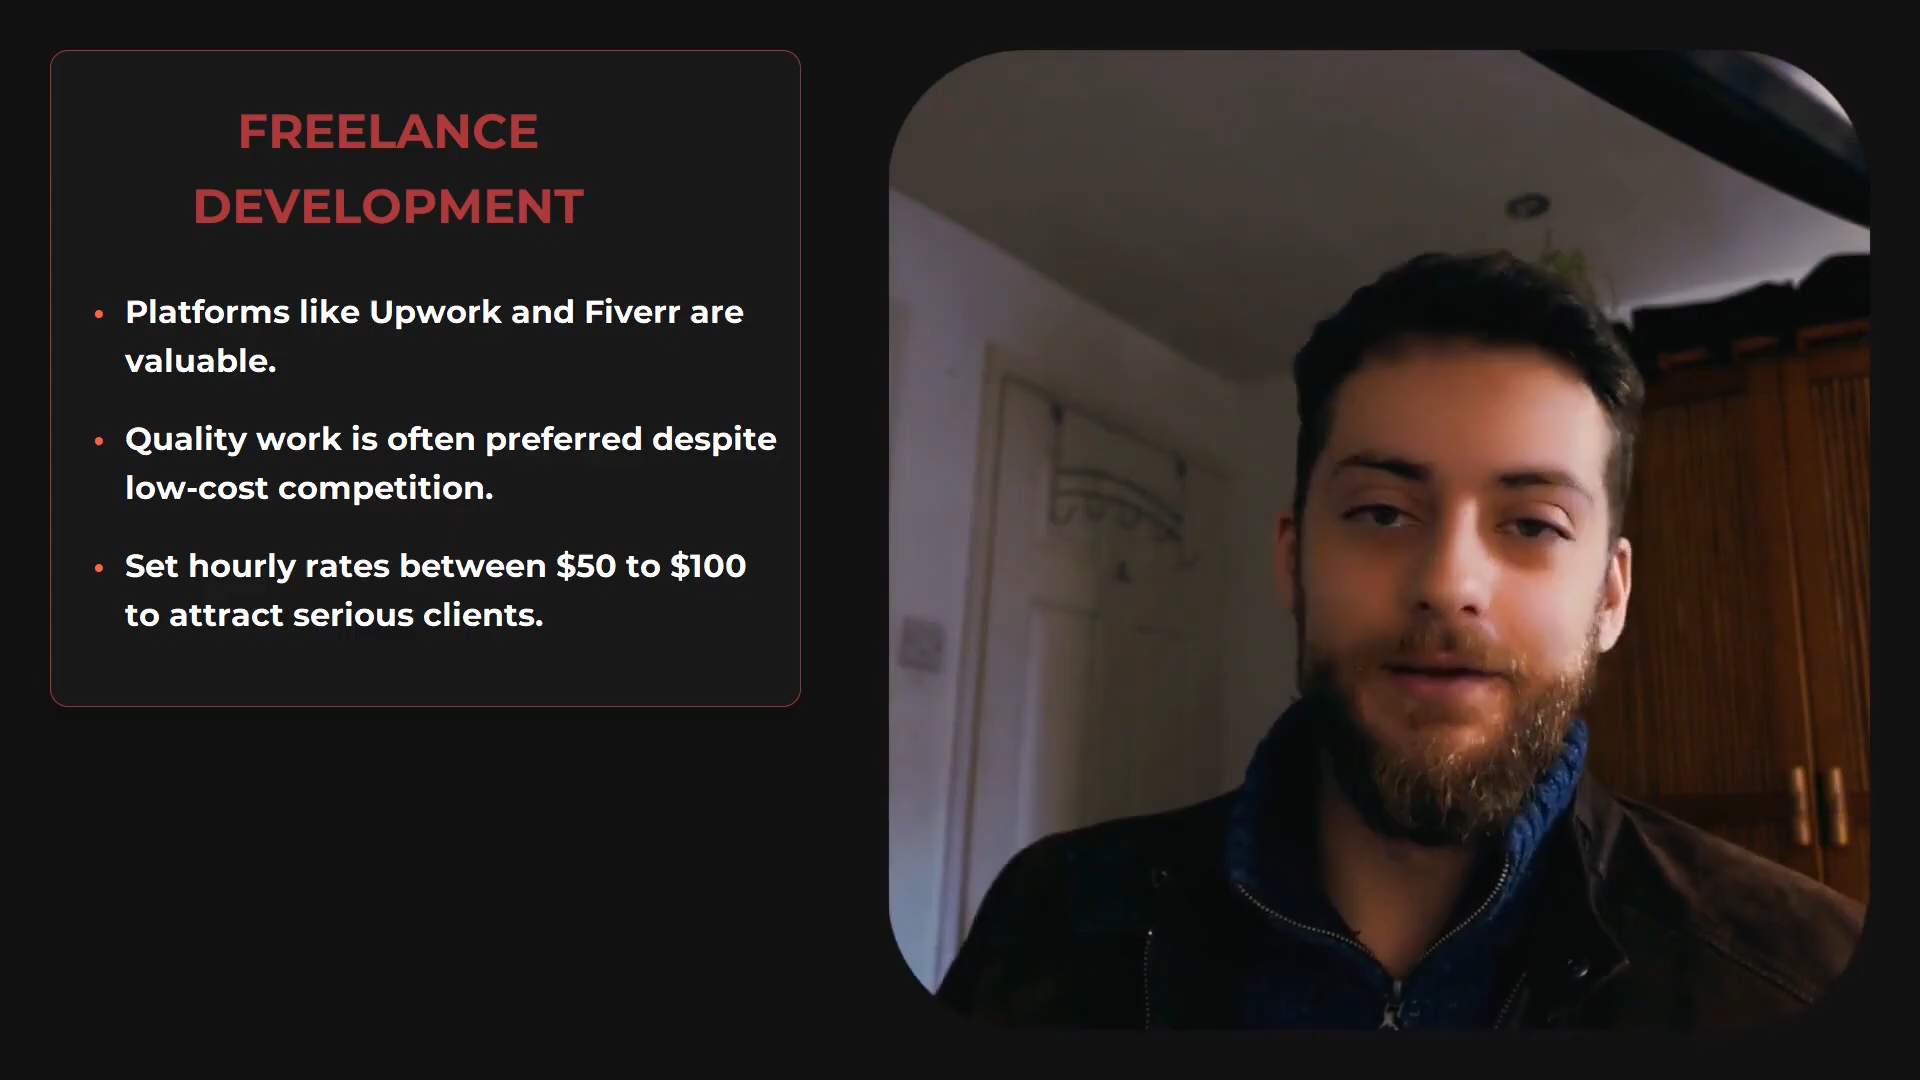 FREELANCE
DEVELOPMENT
• Platforms like Upwork and Fiverr are
valuable.
• Quality work is often preferred despite
low-cost competition.
• Set hourly rates between $50 to $100
to attract serious clients.